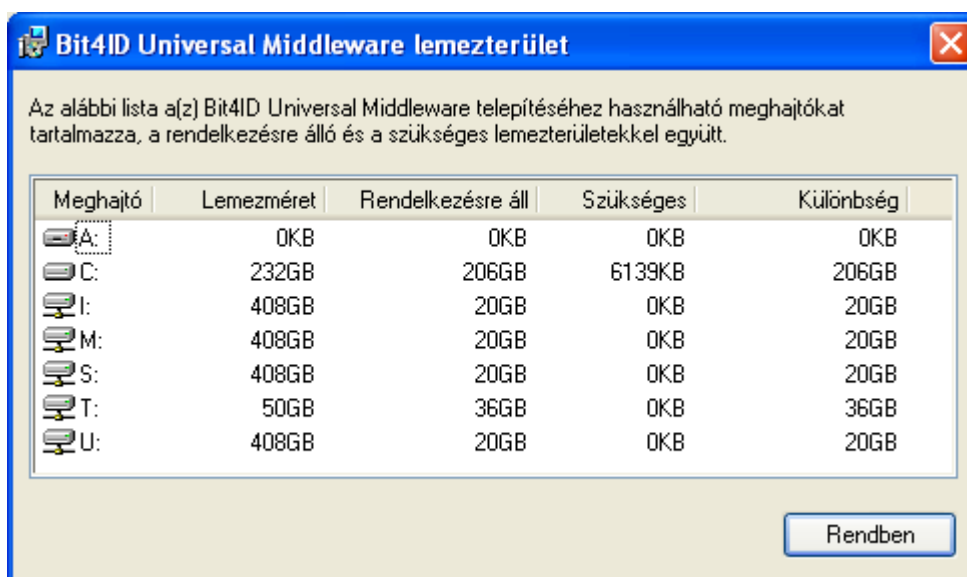 Bit4ID Universal Middleware lemezterület
Az alábbi lista a(z) Bit4ID Universal Middleware telepítéséhez használható meghajtókat
tartalmazza, a rendelkezésre álló és a szükséges lemezterületekkel együtt.
Meghajtó Lemezméret Rendelkezésre áll Szükséges Különbség
A: 0KB 0KB 0KB 0KB
C: 232GB 206GB 6139KB 206GB
I: 408GB 20GB 0KB 20GB
M: 408GB 20GB 0KB 20GB
S: 408GB 20GB 0KB 20GB
T: 50GB 36GB 0KB 36GB
U: 408GB 20GB 0KB 20GB
Rendben